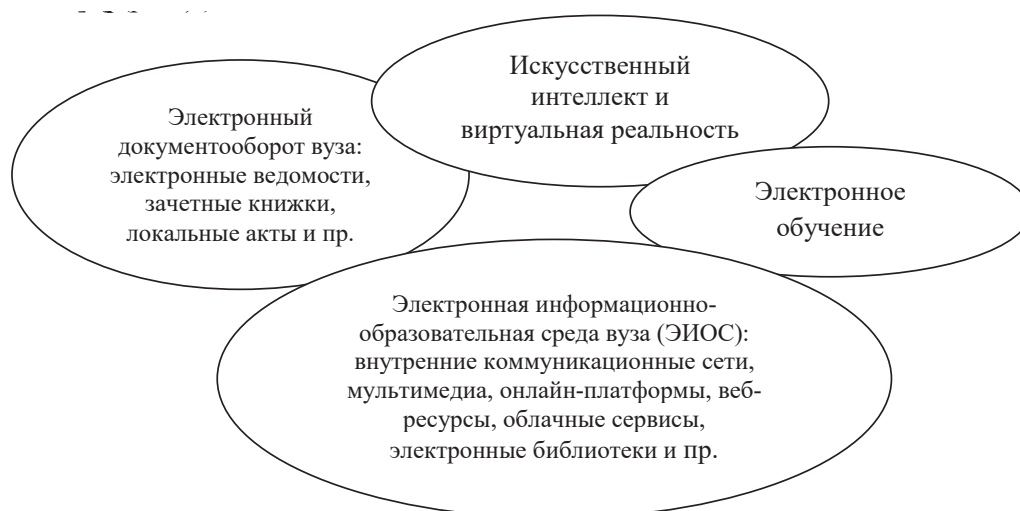 Искусственный
интеллект и
виртуальная реальность
Электронный
документооборот вуза:
электронные ведомости,
зачетные книжки,
локальные акты и пр.
Электронное
обучение
Электронная информационно-
образовательная среда вуза (ЭИОС):
внутренние коммуникационные сети,
мультимедиа, онлайн-платформы, веб-
ресурсы, облачные сервисы,
электронные библиотеки и пр.